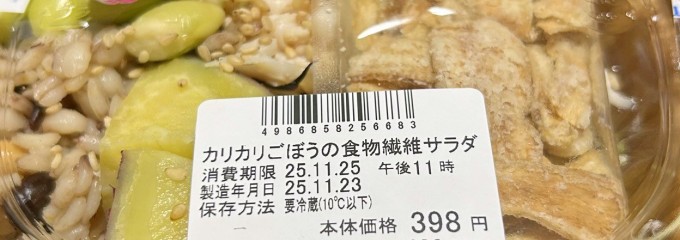 4986858256683
カリカリごぼうの食物繊維サラダ
消費期限 25.11.25 午後11時
製造年月日 25.11.23
保存方法 要冷蔵(10℃以下)
本体価格 398 円